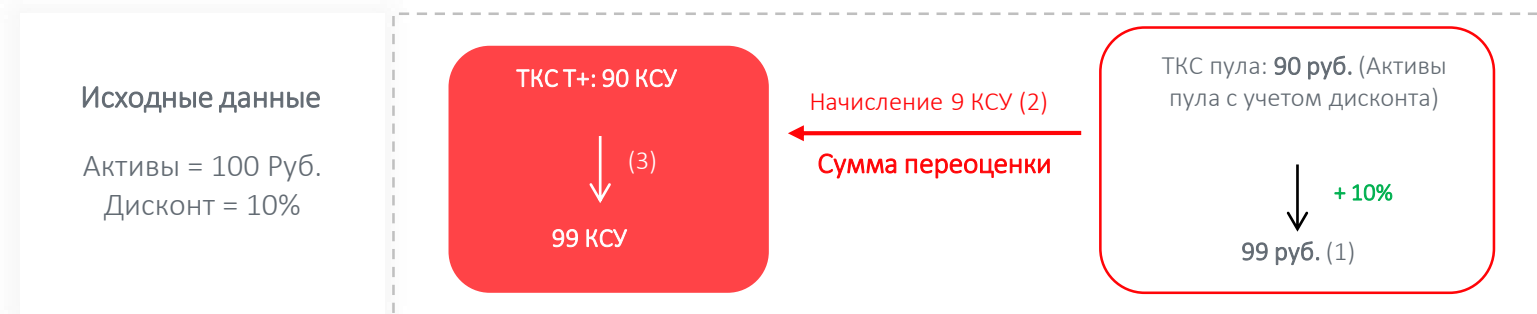 Исходные данные
Активы = 100 Руб.
Дисконт = 10%
ТКС Т+: 90 КСУ
(3)
99 КСУ
Начисление 9 КСУ (2)
Сумма переоценки
ТКС пула: 90 руб. (Активы
пула с учетом дисконта)
+ 10%
99 руб. (1)